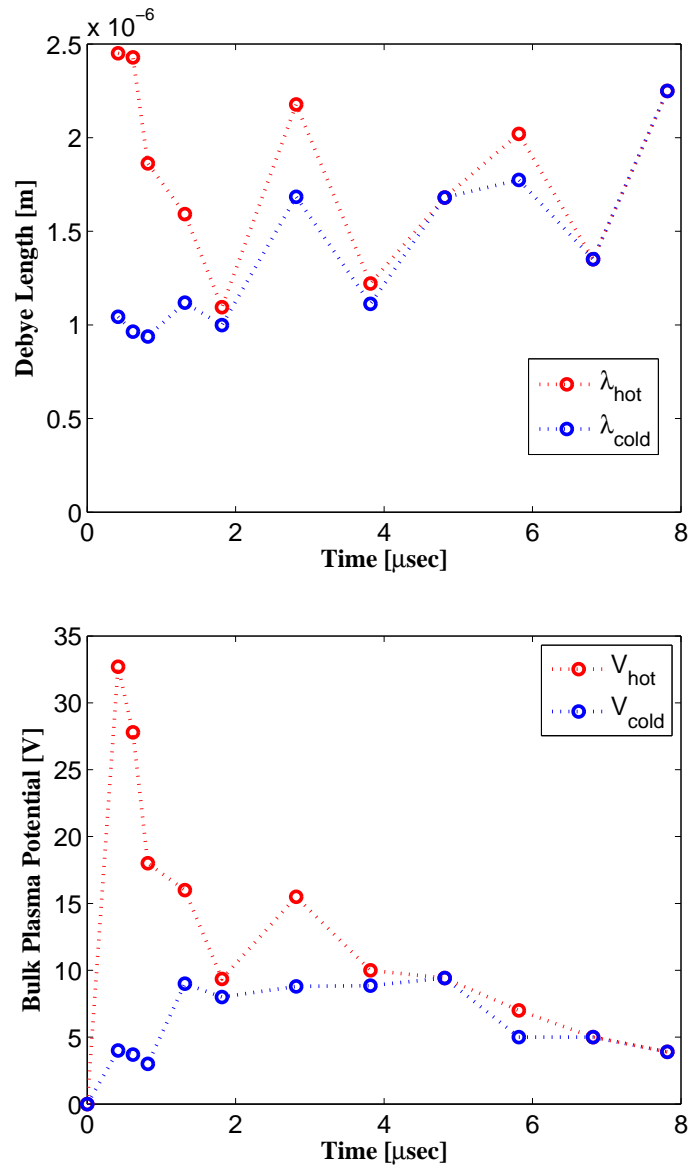 x 10⁻⁶
2.5
2
1.5
1
0.5
0
Debye Length [m]
λhot
λcold
0 2 4 6 8
Time [μsec]
35
30
25
20
15
10
5
0
Bulk Plasma Potential [V]
Vhot
Vcold
0 2 4 6 8
Time [μsec]